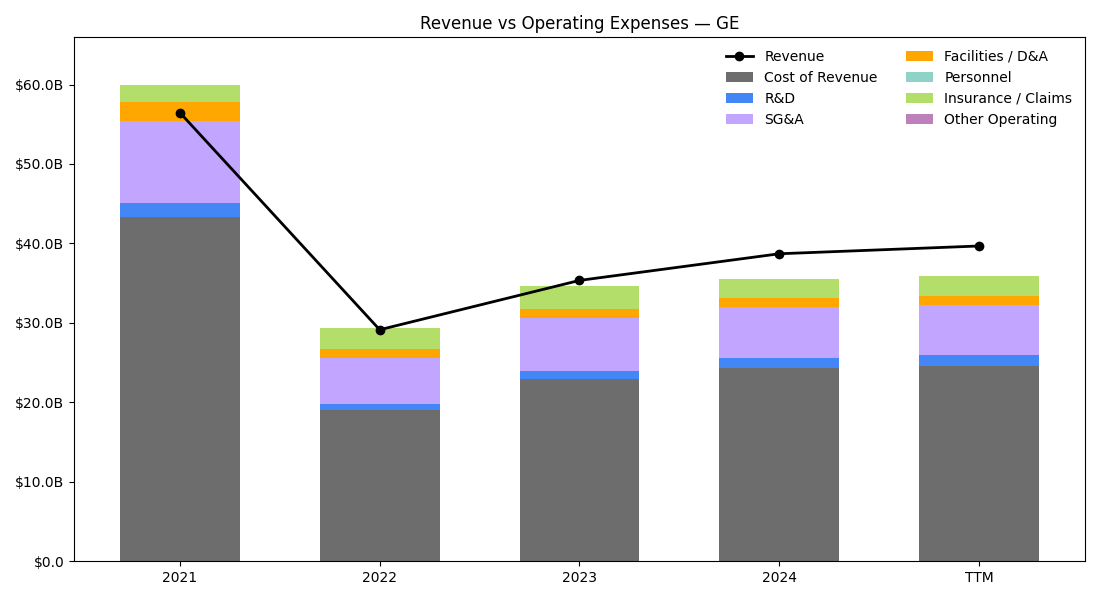 Revenue vs Operating Expenses — GE
$60.0B
$50.0B
$40.0B
$30.0B
$20.0B
$10.0B
$0.0
Revenue
Cost of Revenue
R&D
SG&A
Facilities / D&A
Personnel
Insurance / Claims
Other Operating
2021
2022
2023
2024
TTM